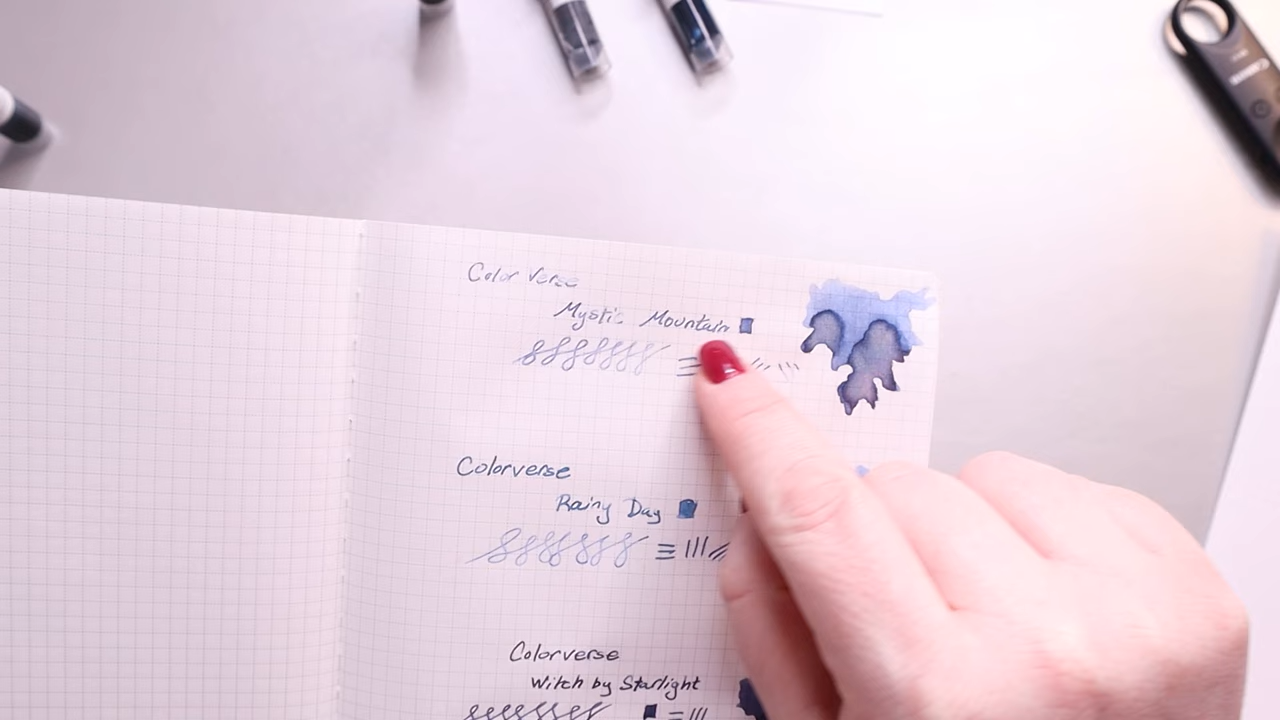 Color Verse
Mystic Mountain
Colorverse
Rainy Day
Colorverse
Witch by Starlight